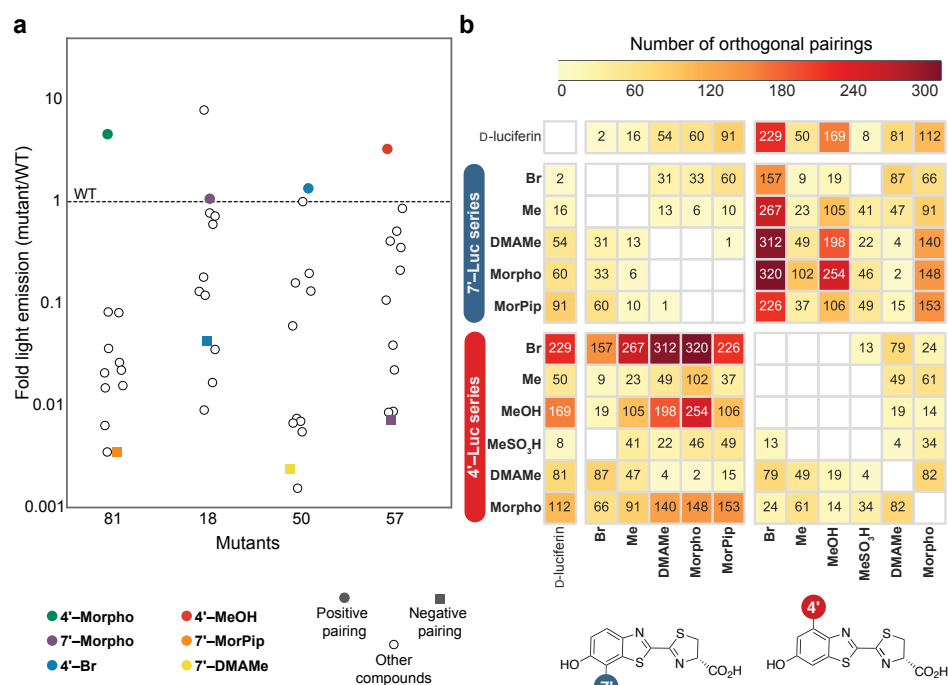 a
Fold light emission (mutant/WT)
10
1
0.1
0.01
0.001
WT
81 18 50 57
Mutants
4'–Morpho
7'–Morpho
4'–Br
4'–MeOH
7'–MorPip
7'–DMAMe
Positive pairing
Negative pairing
Other compounds
b
Number of orthogonal pairings
0 60 120 180 240 300
D-luciferin 2 16 54 60 91 229 50 169 8 81 112
7'–Luc series
Br 2 31 33 60 157 9 19 87 66
Me 16 13 6 10 267 23 105 41 47 91
DMAMe 54 31 13 1 312 49 198 22 4 140
Morpho 60 33 6 320 102 254 46 2 148
MorPip 91 60 10 1 226 37 106 49 15 153
4'–Luc series
Br 229 157 267 312 320 226 13 79 24
Me 50 9 23 49 102 37 49 61
MeOH 169 19 105 198 254 106 19 14
MeSO3H 8 41 22 46 49 13 4 34
DMAMe 81 87 47 4 2 15 79 49 19 4 82
Morpho 112 66 91 140 148 153 24 61 14 34 82
D-luciferin Br Me DMAMe Morpho MorPip Br Me MeOH MeSO3H DMAMe Morpho
HO N S S N CO2H 7'
4' HO N S S N CO2H